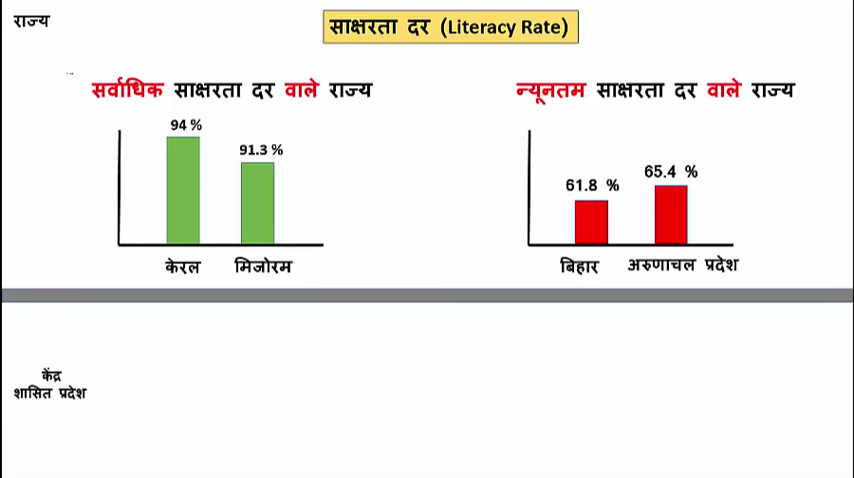 राज्य
साक्षरता दर (Literacy Rate)
सर्वाधिक साक्षरता दर वाले राज्य
94 %
91.3 %
केरल
मिजोरम
न्यूनतम साक्षरता दर वाले राज्य
61.8 %
65.4 %
बिहार
अरुणाचल प्रदेश
केंद्र
शासित प्रदेश